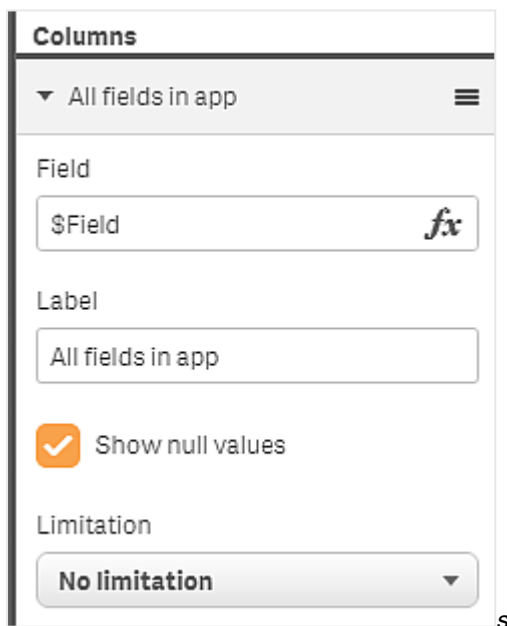 Columns
All fields in app
Field
$Field
fx
Label
All fields in app
Show null values
Limitation
No limitation
s